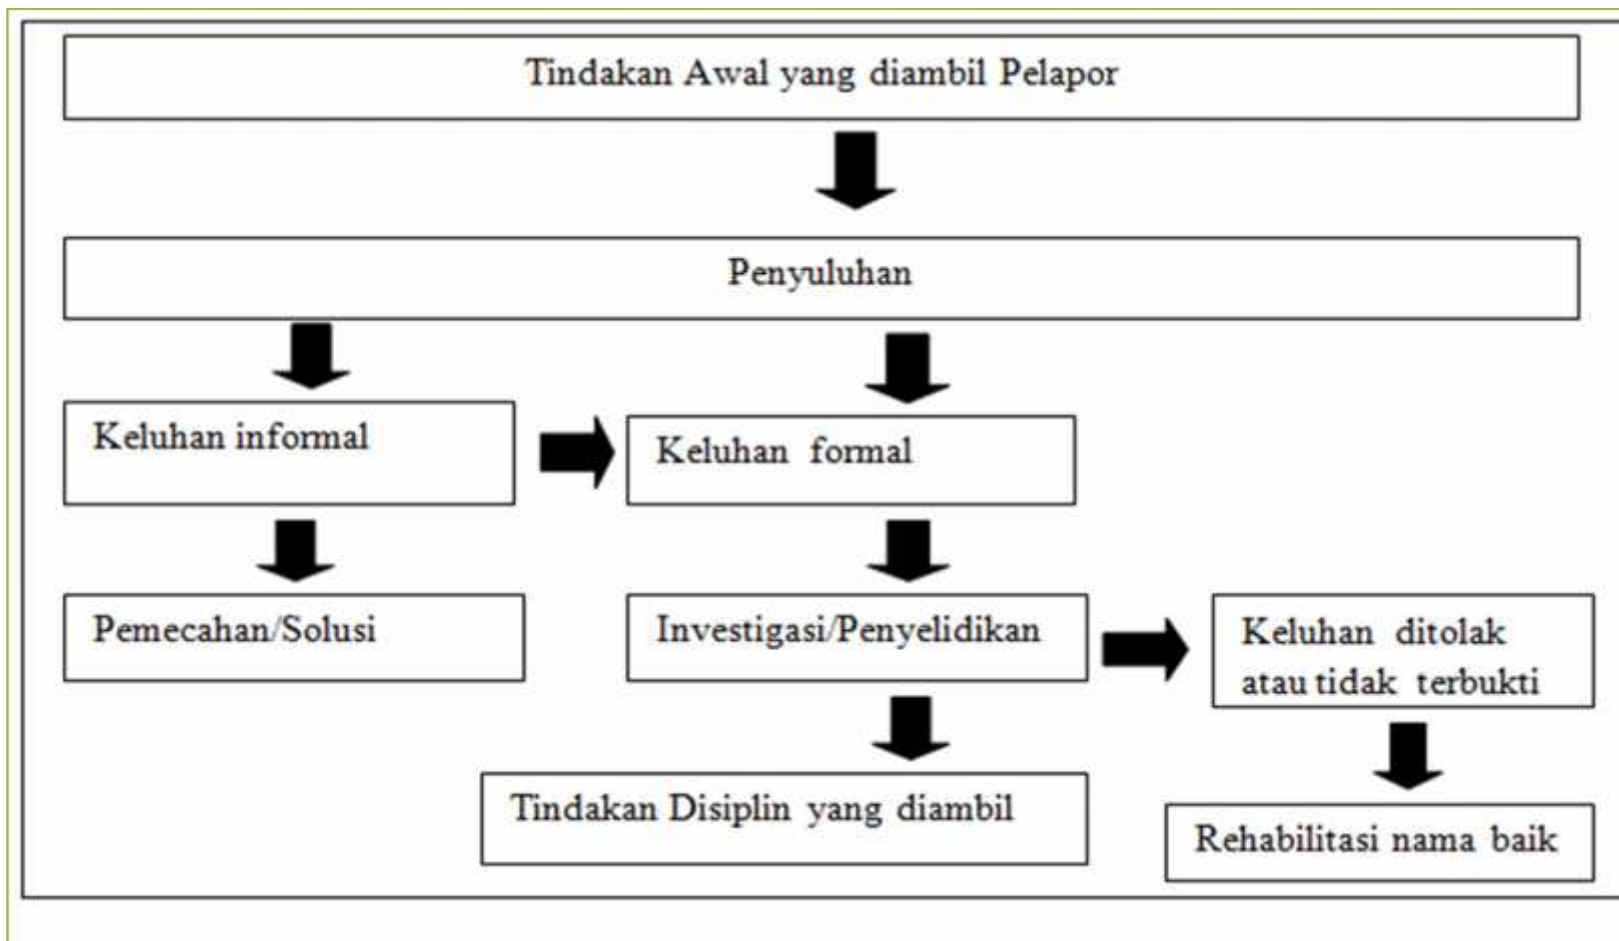 Tindakan Awal yang diambil Pelapor
Penyuluhan
Keluhan informal
Keluhan formal
Pemecahan/Solusi
Investigasi/Penyelidikan
Keluhan ditolak
atau tidak terbukti
Tindakan Disiplin yang diambil
Rehabilitasi nama baik